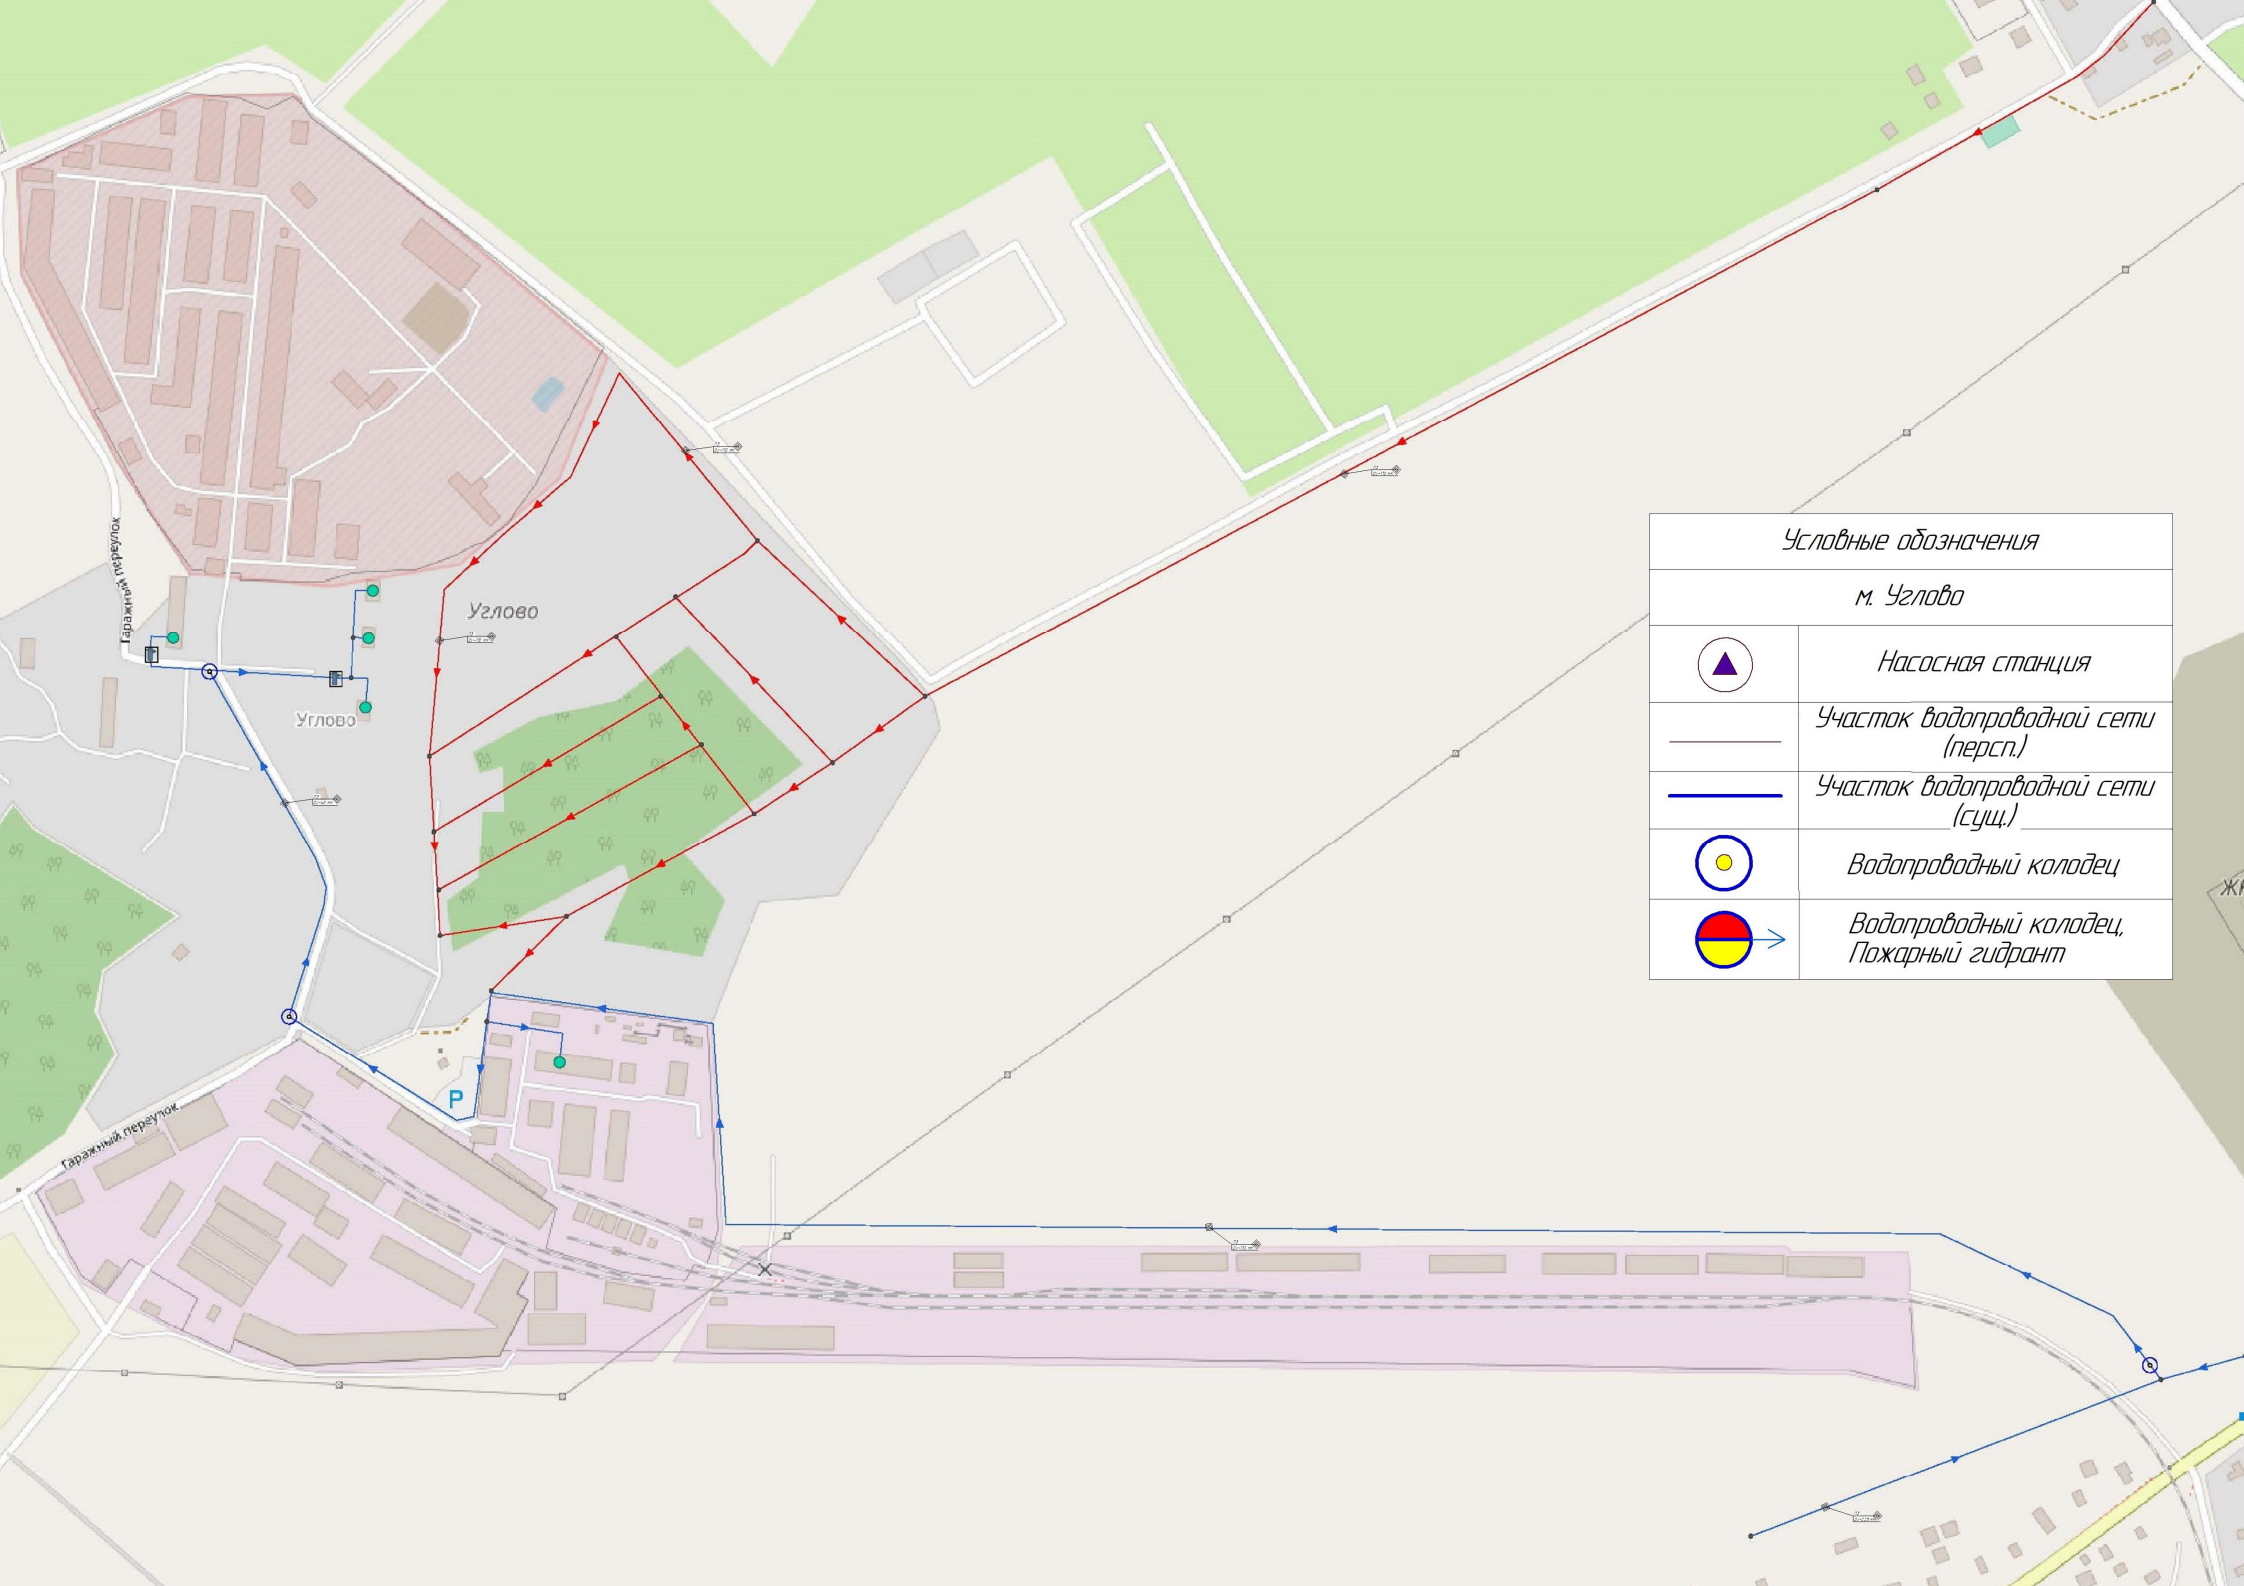 Гаражный переулок
Углово
Углово
Условные обозначения
м. Углово
Насосная станция
Участок водопроводной сети
(персп.)
Участок водопроводной сети
(сущ.)
Водопроводный колодец
Водопроводный колодец,
Пожарный гидрант
P
Гаражный переулок